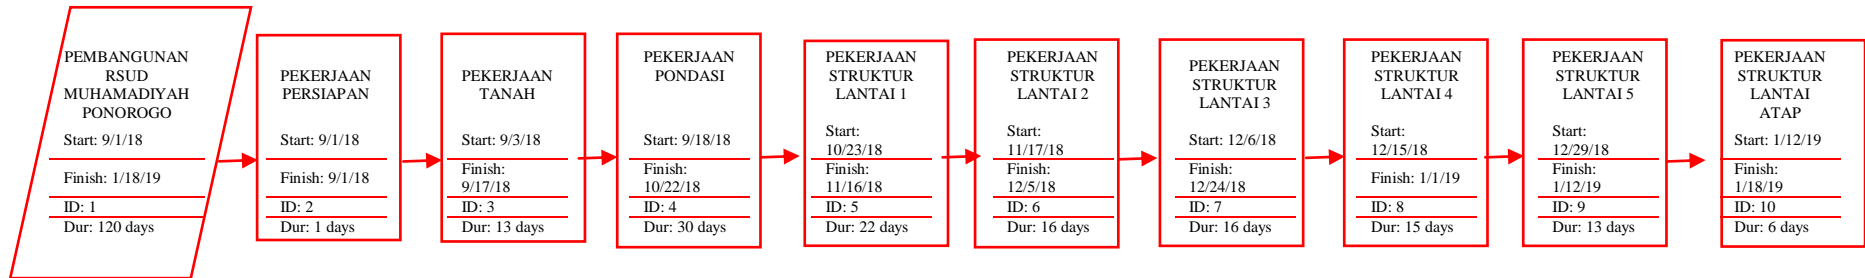 PEMBANGUNAN
RSUD
MUHAMADIYAH
PONOROGO
Start: 9/1/18
Finish: 1/18/19
ID: 1
Dur: 120 days
PEKERJAAN
PERSIAPAN
Start: 9/1/18
Finish: 9/1/18
ID: 2
Dur: 1 days
PEKERJAAN
TANAH
Start: 9/3/18
Finish:
9/17/18
ID: 3
Dur: 13 days
PEKERJAAN
PONDASI
Start: 9/18/18
Finish:
10/22/18
ID: 4
Dur: 30 days
PEKERJAAN
STRUKTUR
LANTAI 1
Start:
10/23/18
Finish:
11/16/18
ID: 5
Dur: 22 days
PEKERJAAN
STRUKTUR
LANTAI 2
Start:
11/17/18
Finish:
12/5/18
ID: 6
Dur: 16 days
PEKERJAAN
STRUKTUR
LANTAI 3
Start: 12/6/18
Finish:
12/24/18
ID: 7
Dur: 16 days
PEKERJAAN
STRUKTUR
LANTAI 4
Start:
12/15/18
Finish: 1/1/19
ID: 8
Dur: 15 days
PEKERJAAN
STRUKTUR
LANTAI 5
Start:
12/29/18
Finish:
1/12/19
ID: 9
Dur: 13 days
PEKERJAAN
STRUKTUR
LANTAI
ATAP
Start: 1/12/19
Finish:
1/18/19
ID: 10
Dur: 6 days